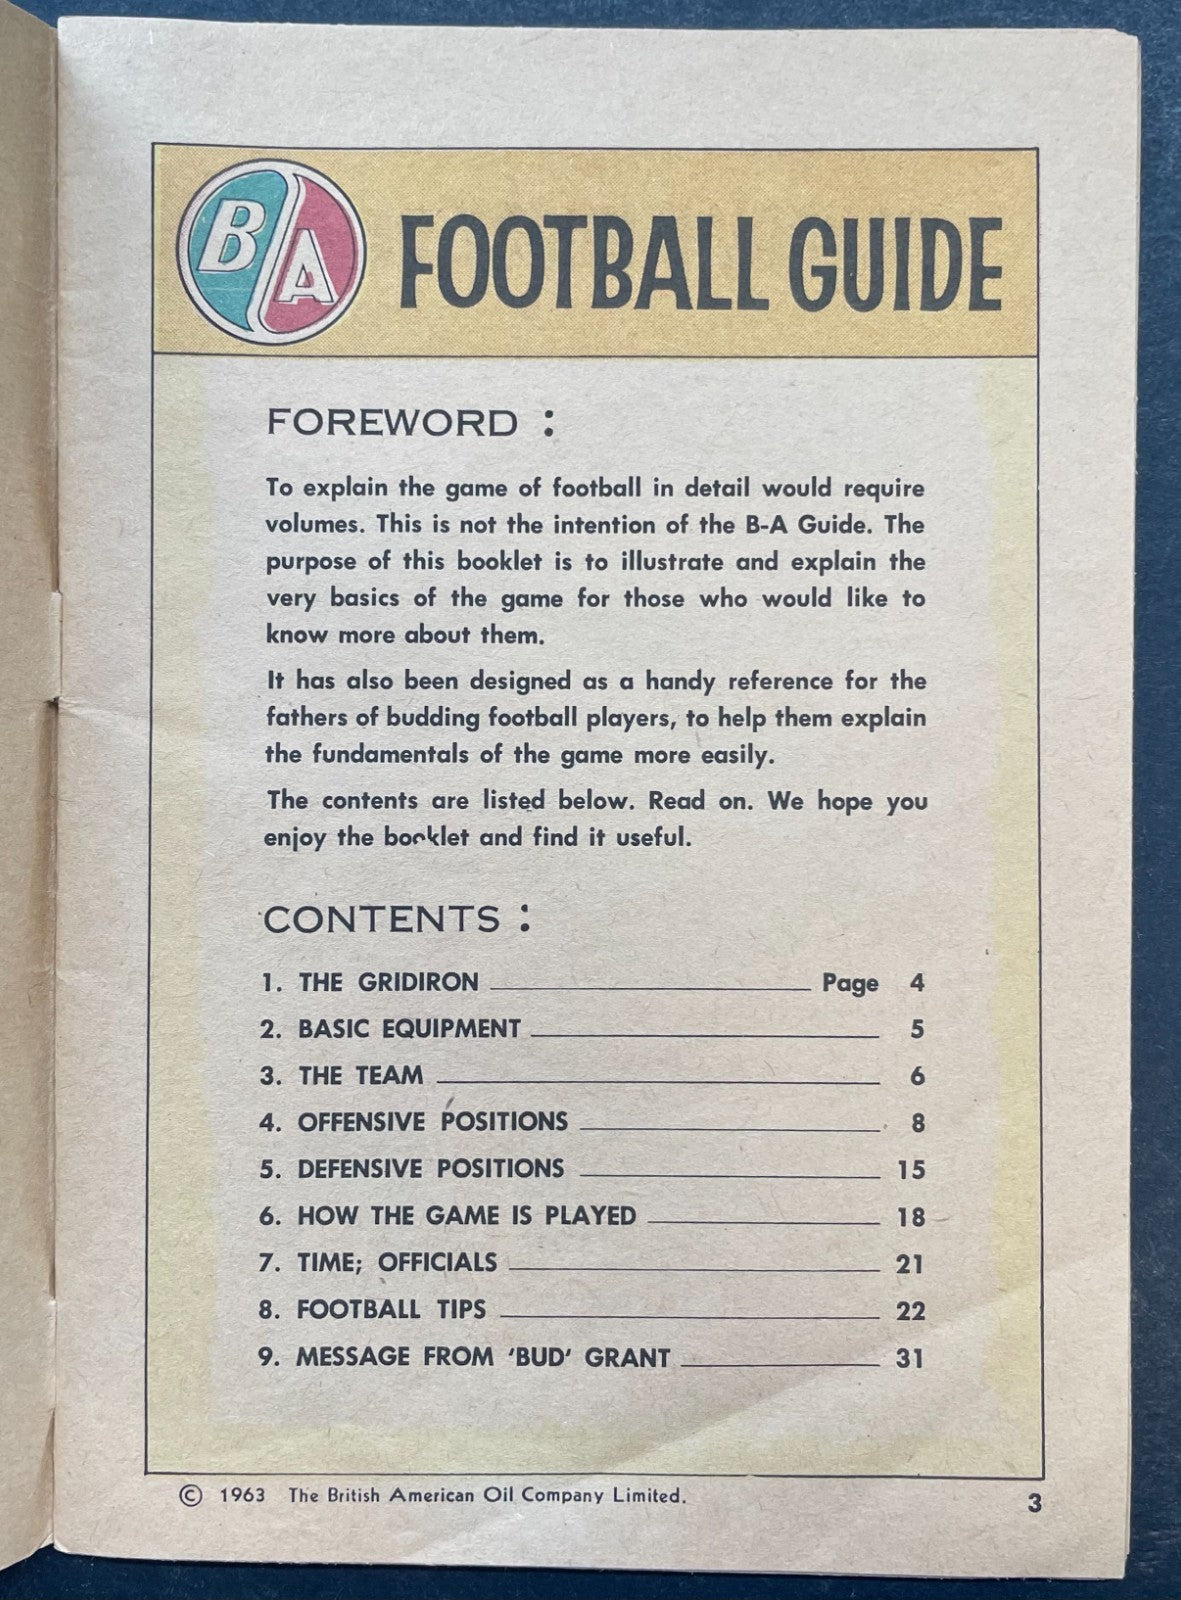 BA FOOTBALL GUIDE
FOREWORD :
To explain the game of football in detail would require
volumes. This is not the intention of the B-A Guide. The
purpose of this booklet is to illustrate and explain the
very basics of the game for those who would like to
know more about them.
It has also been designed as a handy reference for the
fathers of budding football players, to help them explain
the fundamentals of the game more easily.
The contents are listed below. Read on. We hope you
enjoy the booklet and find it useful.
CONTENTS :
1. THE GRIDIRON Page 4
2. BASIC EQUIPMENT 5
3. THE TEAM 6
4. OFFENSIVE POSITIONS 8
5. DEFENSIVE POSITIONS 15
6. HOW THE GAME IS PLAYED 18
7. TIME; OFFICIALS 21
8. FOOTBALL TIPS 22
9. MESSAGE FROM 'BUD' GRANT 31
© 1963 The British American Oil Company Limited.
3